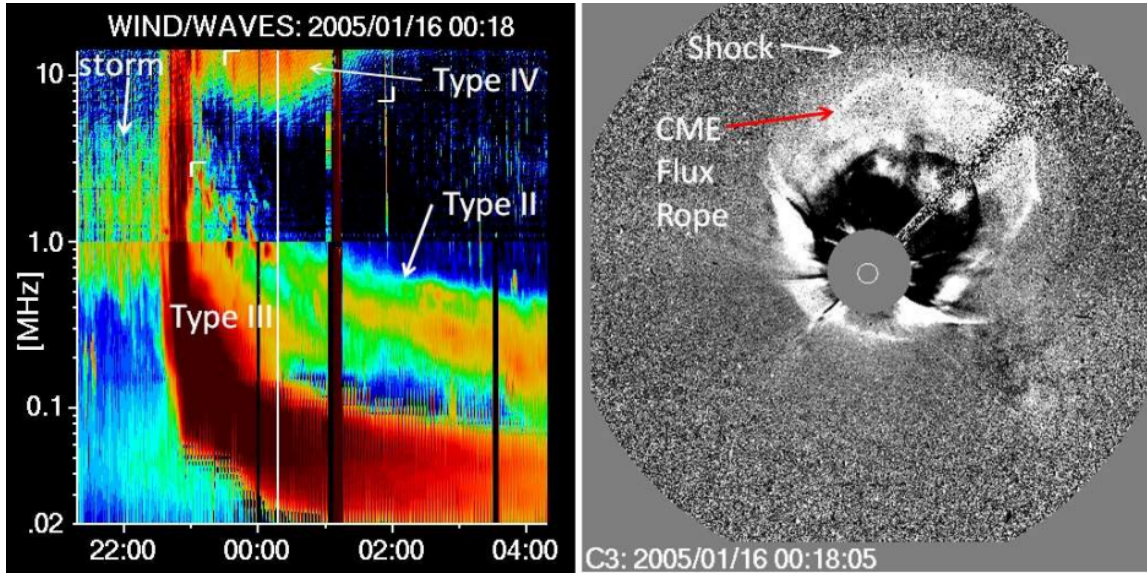 WIND/WAVES: 2005/01/16 00:18
10
storm
Type IV
1.0
Type II
[MHz]
Type III
0.1
.02
22:00 00:00 02:00 04:00
Shock
CME
Flux
Rope
C3: 2005/01/16 00:18:05